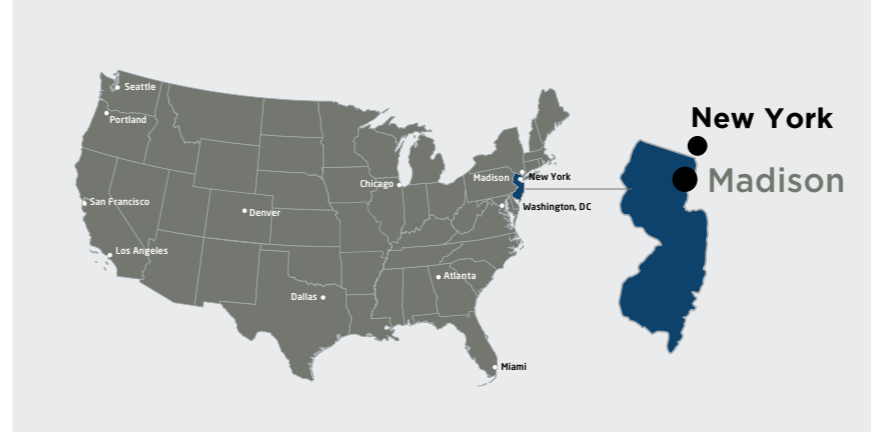 Seattle
Portland
San Francisco
Los Angeles
Denver
Dallas
Chicago
Madison
New York
Washington, DC
Atlanta
Miami
New York
Madison